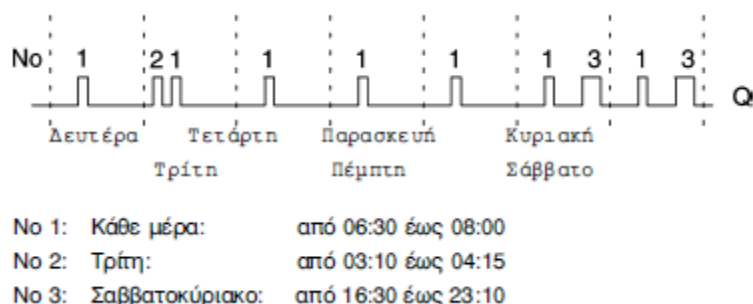 No 1 2 1 1 1 1 1 3 1 3
Q
Δευτέρα Τετάρτη Παρασκευή Κυριακή
Τρίτη Πέμπτη Σάββατο
No 1: Κάθε μέρα: από 06:30 έως 08:00
No 2: Τρίτη: από 03:10 έως 04:15
No 3: Σαββατοκύριακο: από 16:30 έως 23:10